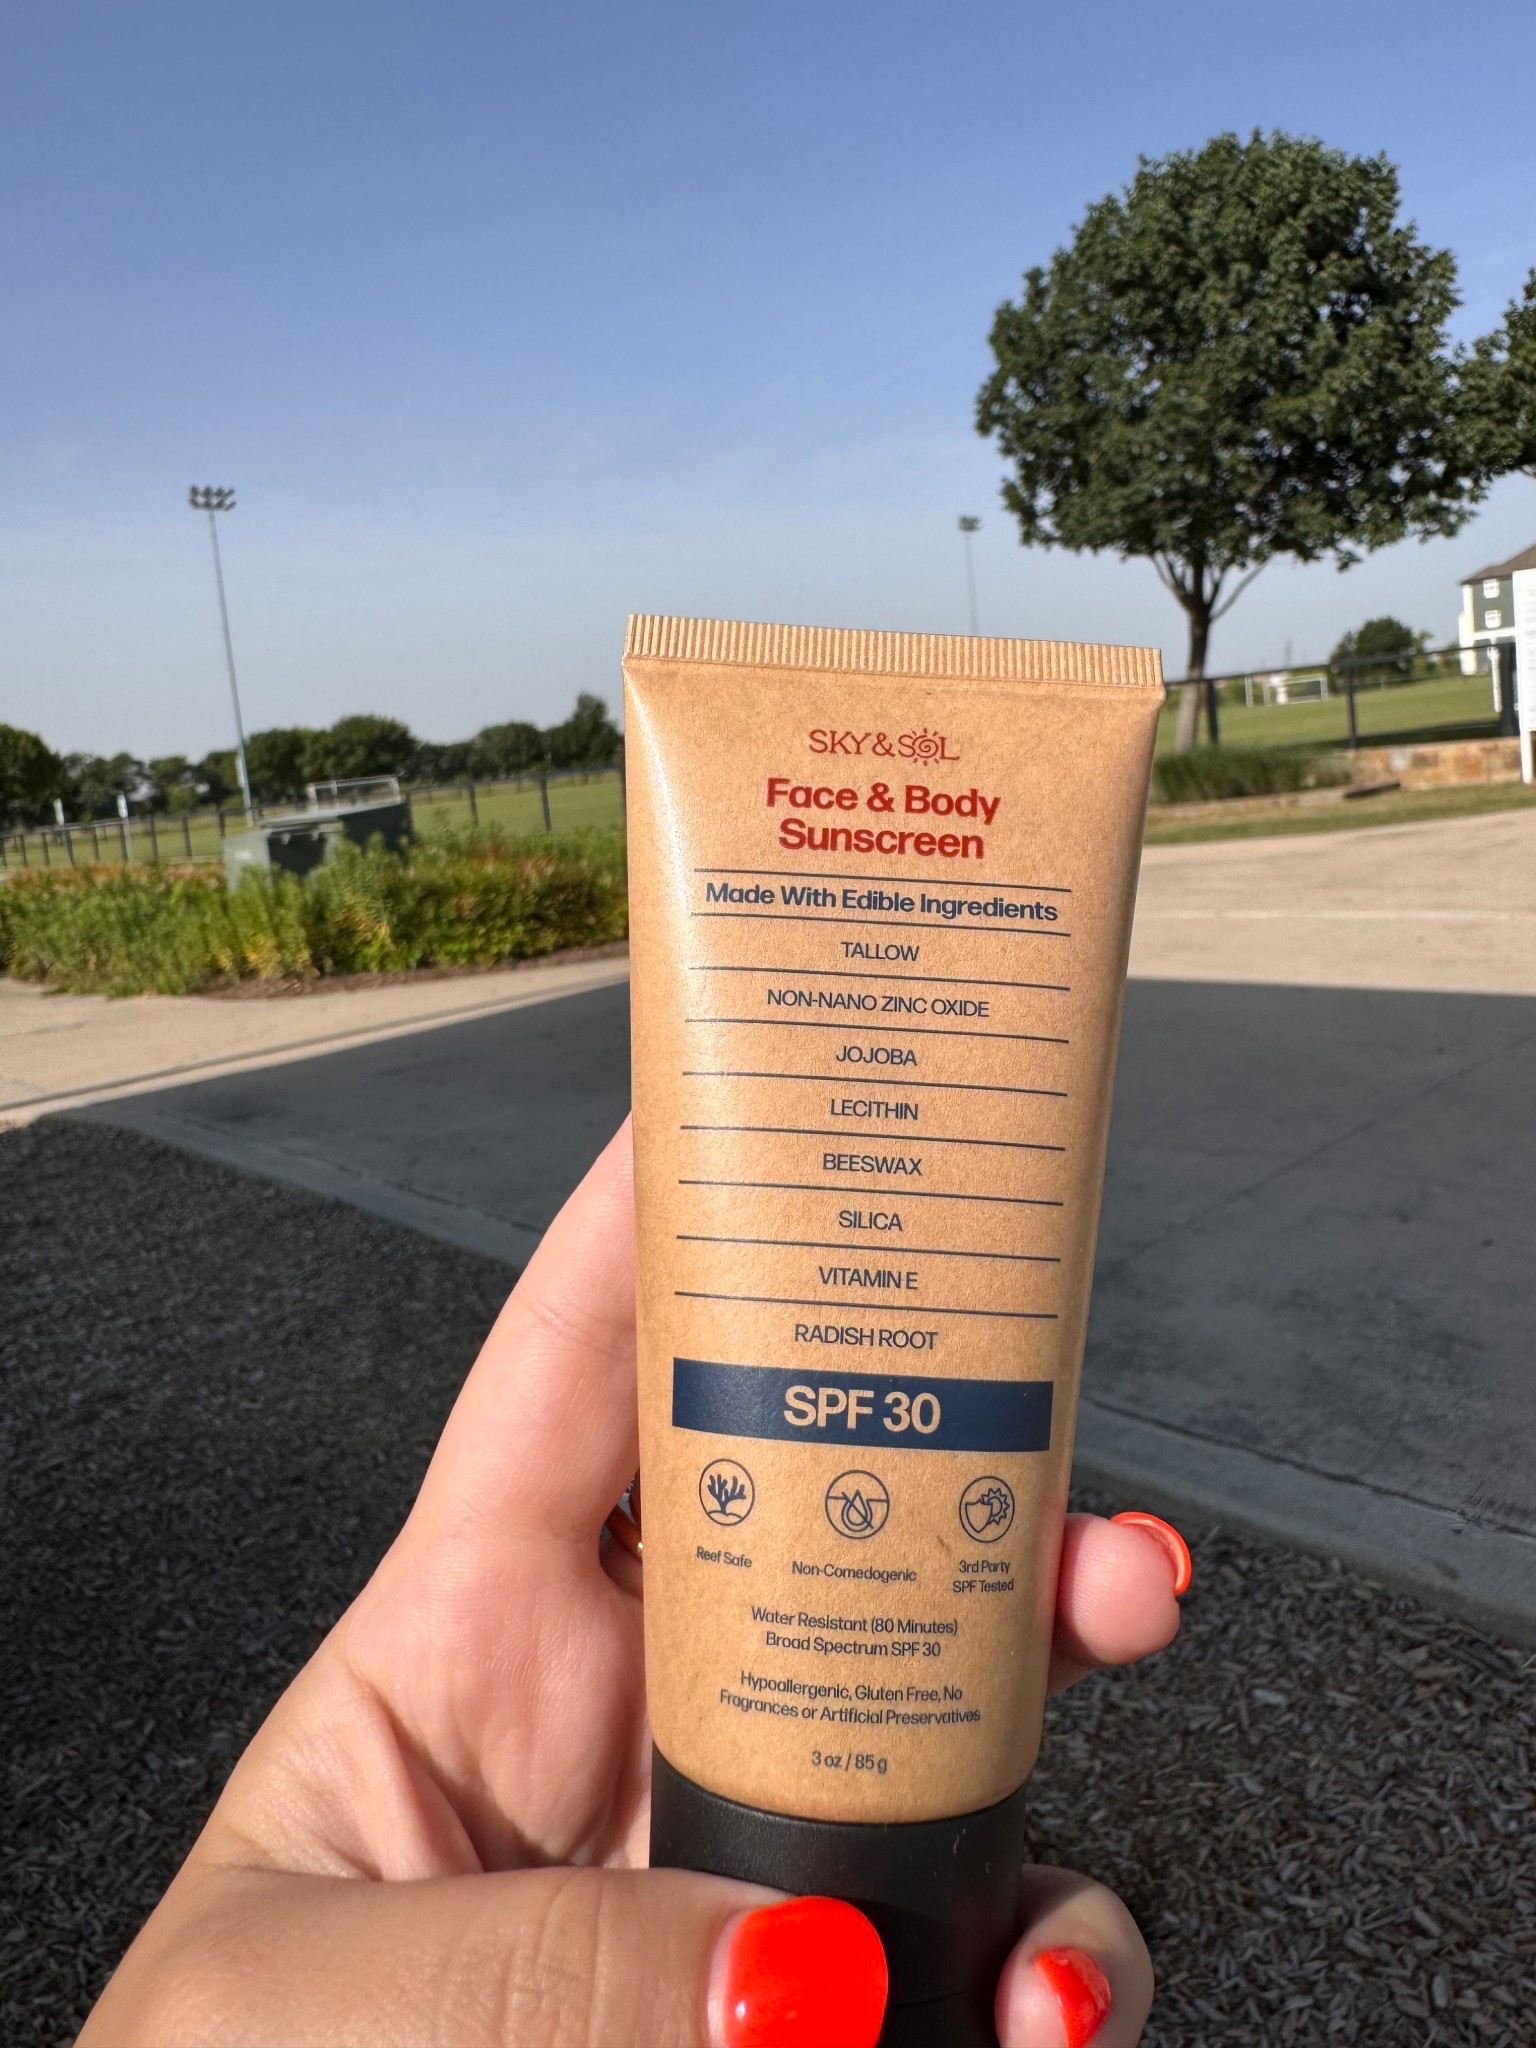 SKY&SOL
Face & Body
Sunscreen
Made With Edible Ingredients
TALLOW
NON-NANO ZINC OXIDE
JOJOBA
LECITHIN
BEESWAX
SILICA
VITAMIN E
RADISH ROOT
SPF 30
Reef Safe
Non-Comedogenic
3rd Party
SPF Tested
Water Resistant (80 Minutes)
Broad Spectrum SPF 30
Hypoallergenic, Gluten Free, No
Fragrances or Artificial Preservatives
3 oz / 85 g